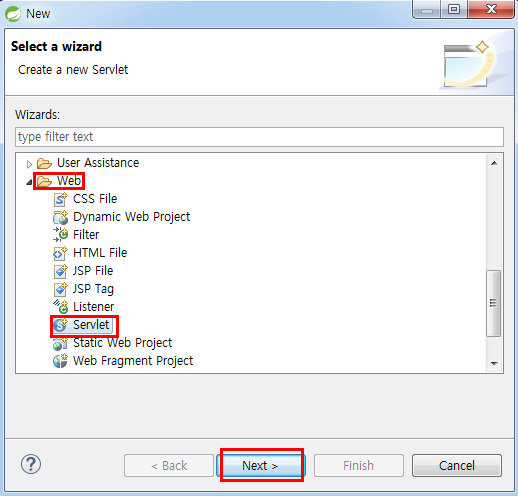 New
Select a wizard
Create a new Servlet
Wizards:
type filter text
User Assistance
Web
CSS File
Dynamic Web Project
Filter
HTML File
JSP File
JSP Tag
Listener
Servlet
Static Web Project
Web Fragment Project
< Back Next > Finish Cancel